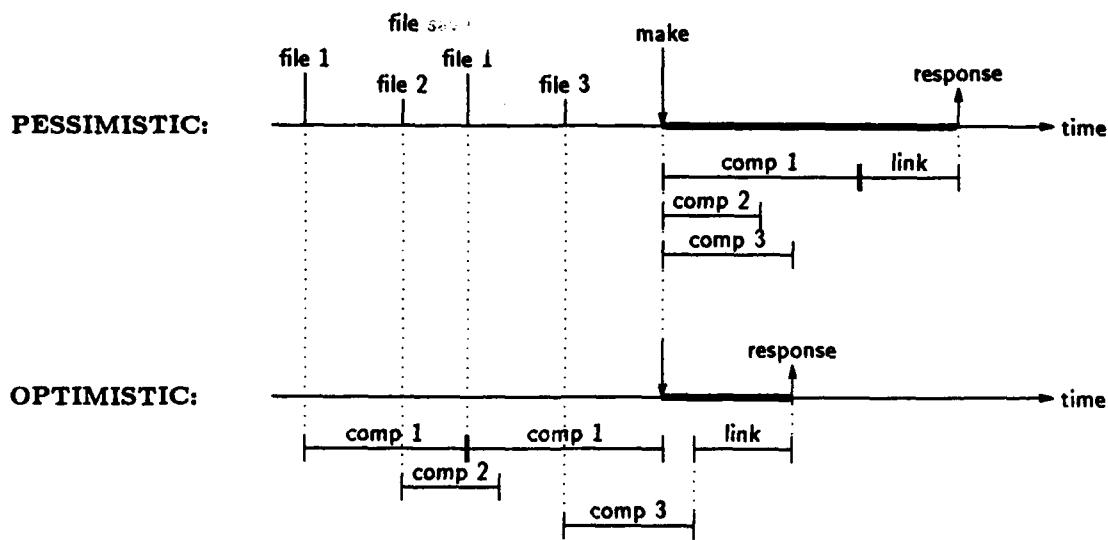 file
make
file 1
file 1
file 2
file 3
response
PESSIMISTIC:
time
comp 1
link
comp 2
comp 3
response
OPTIMISTIC:
time
comp 1
comp 1
link
comp 2
comp 3